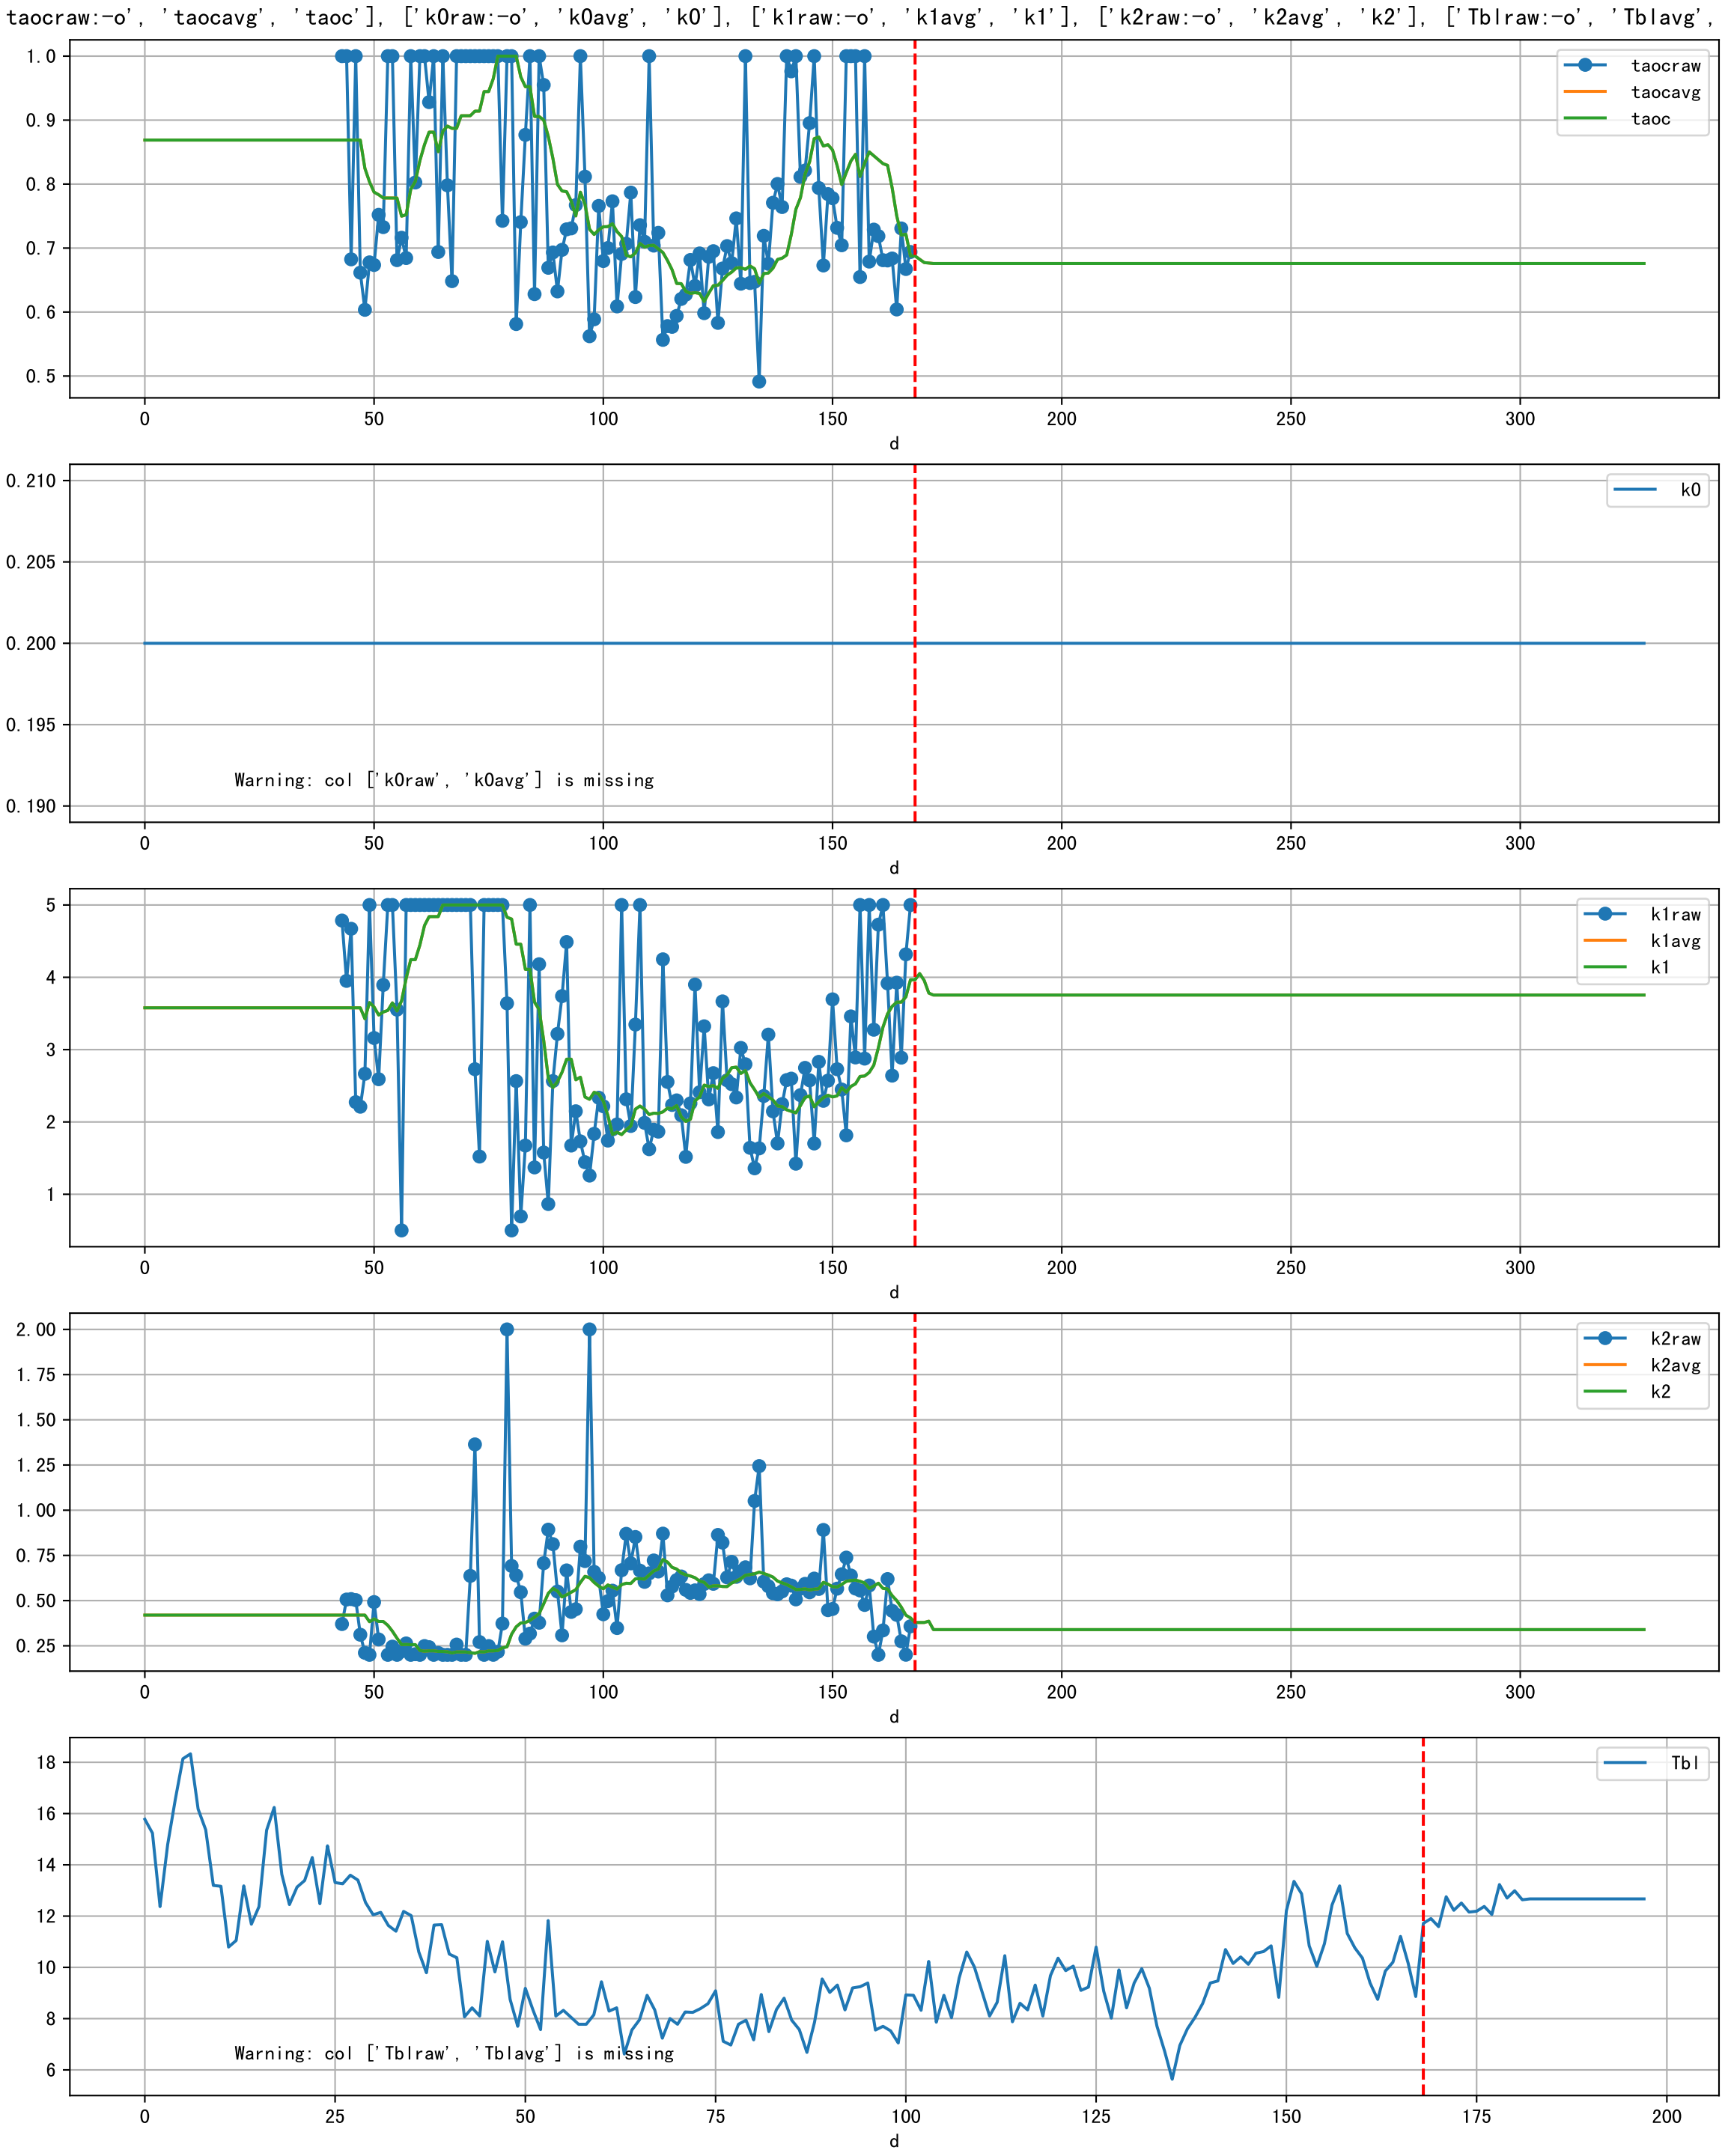 taocraw:-o', 'taocavg', 'taoc'], ['k0raw:-o', 'k0avg', 'k0'], ['k1raw:-o', 'k1avg', 'k1'], ['k2raw:-o', 'k2avg', 'k2'], ['Tblraw:-o', 'Tblavg',
1.0
0.9
0.8
0.7
0.6
0.5
taocraw
taocavg
taoc
0 50 100 150 200 250 300
d
0.210
0.205
0.200
0.195
0.190
k0
Warning: col ['k0raw', 'k0avg'] is missing
0 50 100 150 200 250 300
d
5
4
3
2
1
k1raw
k1avg
k1
0 50 100 150 200 250 300
d
2.00
1.75
1.50
1.25
1.00
0.75
0.50
0.25
k2raw
k2avg
k2
0 50 100 150 200 250 300
d
18
16
14
12
10
8
6
Tbl
Warning: col ['Tblraw', 'Tblavg'] is missing
0 25 50 75 100 125 150 175 200
d